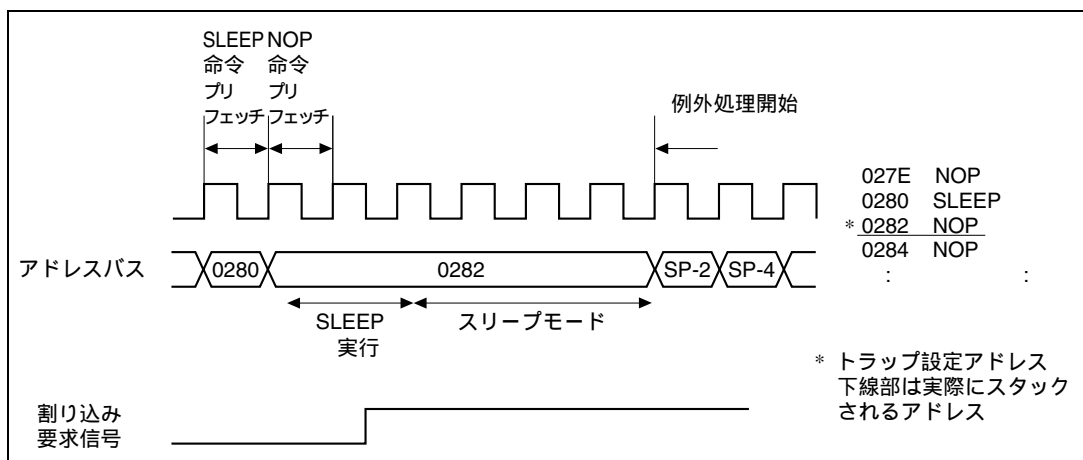 SLEEP NOP
命令 命令
プリ プリ
フェッチ フェッチ
例外処理開始
027E NOP
0280 SLEEP
* 0282 NOP
0284 NOP
: :
アドレスバス 0280 0282 SP-2 SP-4
SLEEP スリープモード
実行
* トラップ設定アドレス
下線部は実際にスタック
されるアドレス
割り込み
要求信号